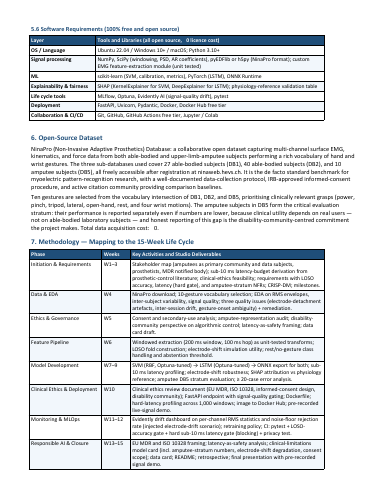 5.6 Software Requirements (100% free and open source)
Layer Tools and Libraries (all open source, 0 licence cost)
OS / Language Ubuntu 22.04 / Windows 10+ / macOS; Python 3.10+
Signal processing NumPy, SciPy (windowing, PSD, AR coefficients), pyEDFlib or h5py (NinaPro format); custom
EMG feature-extraction module (unit tested)
ML scikit-learn (SVM, calibration, metrics), PyTorch (LSTM), ONNX Runtime
Explainability & fairness SHAP (KernelExplainer for SVM, DeepExplainer for LSTM); physiology-reference validation table
Life cycle tools MLflow, Optuna, Evidently AI (signal-quality drift), pytest
Deployment FastAPI, Uvicorn, Pydantic, Docker, Docker Hub free tier
Collaboration & CI/CD Git, GitHub, GitHub Actions free tier, Jupyter / Colab
6. Open-Source Dataset
NinaPro (Non-Invasive Adaptive Prosthetics) Database: a collaborative open dataset capturing multi-channel surface EMG,
kinematics, and force data from both able-bodied and upper-limb-amputee subjects performing a rich vocabulary of hand and
wrist gestures. The three sub-databases used cover 27 able-bodied subjects (DB1), 40 able-bodied subjects (DB2), and 10
amputee subjects (DB5), all freely accessible after registration at ninaweb.hevs.ch. It is the de facto standard benchmark for
myoelectric pattern-recognition research, with a well-documented data-collection protocol, IRB-approved informed-consent
procedure, and active citation community providing comparison baselines.
Ten gestures are selected from the vocabulary intersection of DB1, DB2, and DB5, prioritising clinically relevant grasps (power,
pinch, tripod, lateral, open-hand, rest, and four wrist motions). The amputee subjects in DB5 form the critical evaluation
stratum: their performance is reported separately even if numbers are lower, because clinical utility depends on real users —
not on able-bodied laboratory subjects — and honest reporting of this gap is the disability-community-centred commitment
the project makes. Total data acquisition cost: 0.
7. Methodology — Mapping to the 15-Week Life Cycle
Phase Weeks Key Activities and Studio Deliverables
Initiation & Requirements W1–3 Stakeholder map (amputees as primary community and data subjects,
prosthetists, MDR notified body); sub-10 ms latency-budget derivation from
prosthetic-control literature; clinical-ethics feasibility; requirements with LOSO
accuracy, latency (hard gate), and amputee-stratum NFRs; CRISP-DM; milestones.
Data & EDA W4 NinaPro download; 10-gesture vocabulary selection; EDA on RMS envelopes,
inter-subject variability, signal quality; three quality issues (electrode-detachment
artefacts, inter-session drift, gesture-onset ambiguity) + remediation.
Ethics & Governance W5 Consent and secondary-use analysis; amputee-representation audit; disability-
community perspective on algorithmic control; latency-as-safety framing; data
card draft.
Feature Pipeline W6 Windowed extraction (200 ms window, 100 ms hop) as unit-tested transforms;
LOSO fold construction; electrode-shift simulation utility; rest/no-gesture class
handling and abstention threshold.
Model Development W7–9 SVM (RBF, Optuna-tuned) → LSTM (Optuna-tuned) → ONNX export for both; sub-
10 ms latency profiling; electrode-shift robustness; SHAP attribution vs physiology
reference; amputee DB5 stratum evaluation; ≥ 20-case error analysis.
Clinical Ethics & Deployment W10 Clinical ethics review document (EU MDR, ISO 10328, informed-consent design,
disability community); FastAPI endpoint with signal-quality gating; Dockerfile;
hard-latency profiling across 1,000 windows; image to Docker Hub; pre-recorded
live-signal demo.
Monitoring & MLOps W11–12 Evidently drift dashboard on per-channel RMS statistics and noise-floor rejection
rate (injected electrode-drift scenario); retraining policy; CI: pytest + LOSO-
accuracy gate + hard sub-10 ms latency gate (blocking) + privacy test.
Responsible AI & Closure W13–15 EU MDR and ISO 10328 framing; latency-as-safety analysis; clinical-limitations
model card (incl. amputee-stratum numbers, electrode-shift degradation, consent
scope); data card; README; retrospective; final presentation with pre-recorded
signal demo.